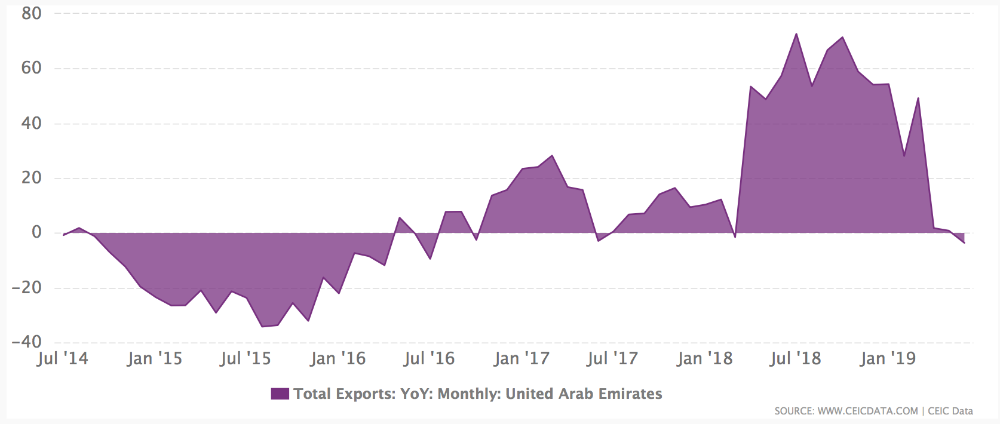 80
60
40
20
0
−20
−40
Jul '14 Jan '15 Jul '15 Jan '16 Jul '16 Jan '17 Jul '17 Jan '18 Jul '18 Jan '19
Total Exports: YoY: Monthly: United Arab Emirates
SOURCE: WWW.CEICDATA.COM | CEIC Data